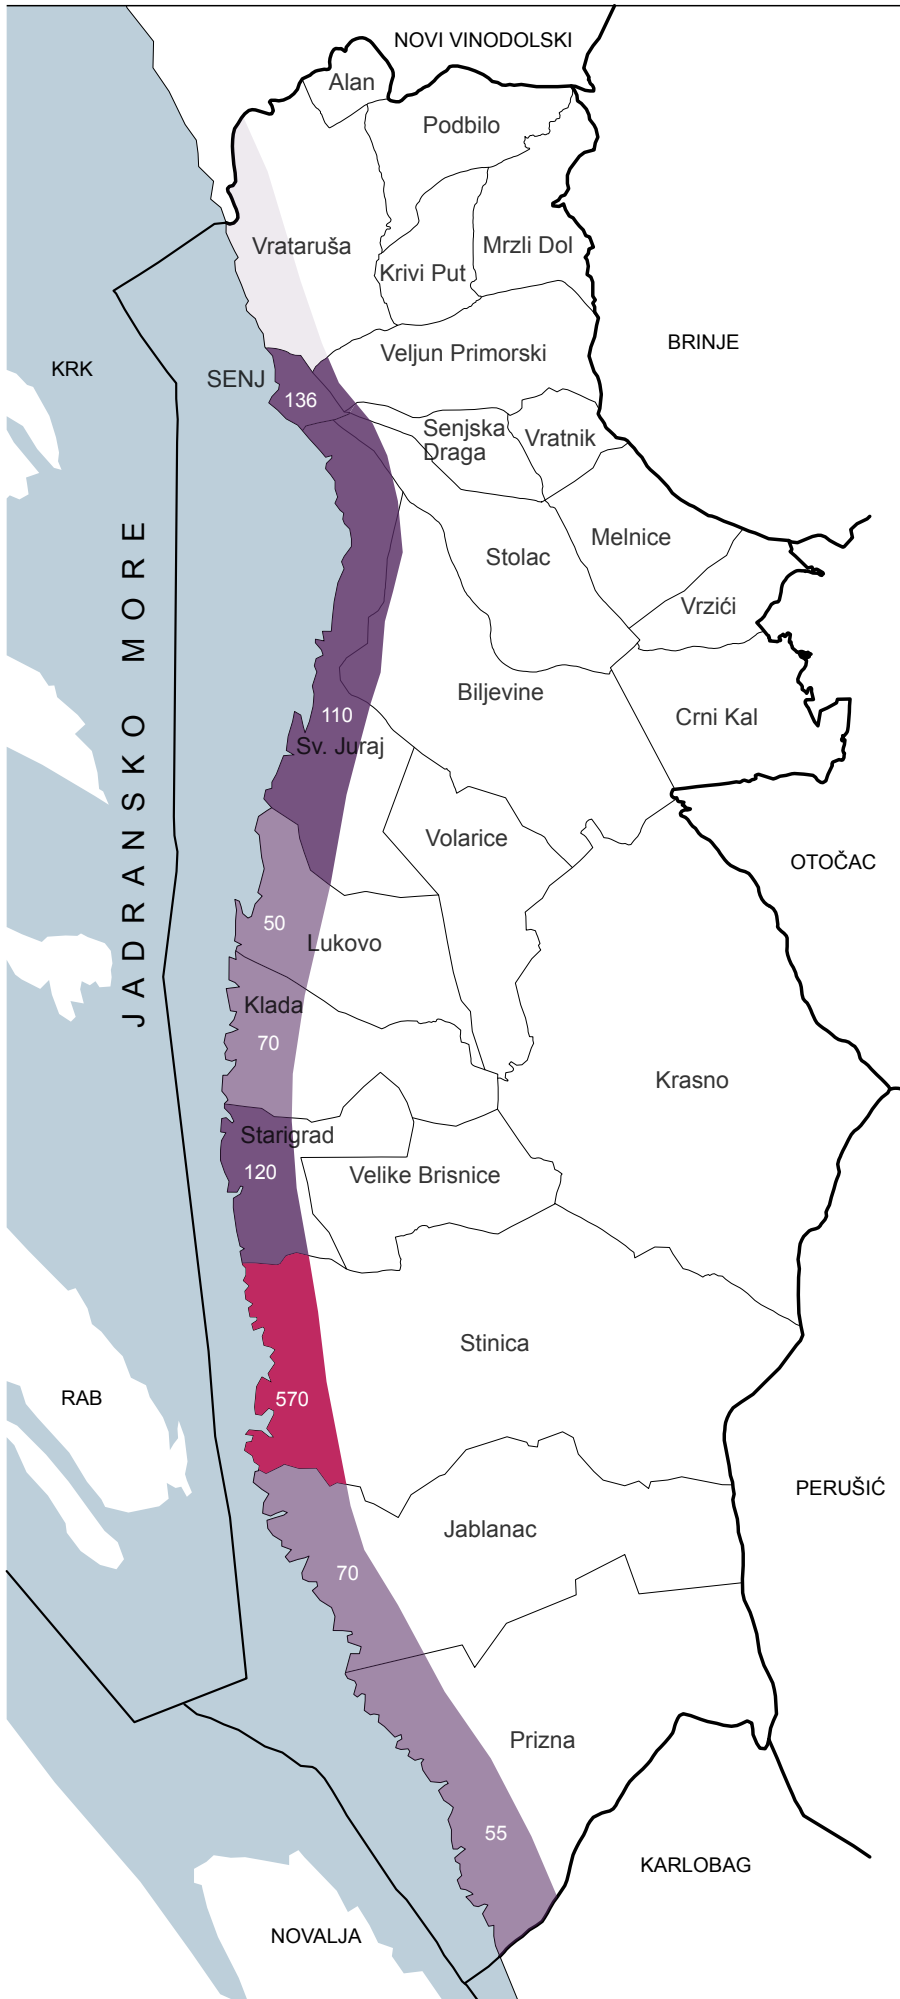 NOVI VINODOLSKI
Alan
Podbilo
Vrataruša
Krivi Put
Mrzli Dol
BRINJE
KRK
Veljun Primorski
SENJ
136
Senjska
Draga
Vratnik
Stolac
Melnice
Vrzići
JADRANSKO MORE
Biljevine
110
Crni Kal
Sv. Juraj
Volarice
OTOČAC
50
Lukovo
Klada
70
Krasno
Starigrad
120
Velike Brisnice
Stinica
RAB
570
PERUŠIĆ
Jablanac
70
Prizna
55
KARLOBAG
NOVALJA